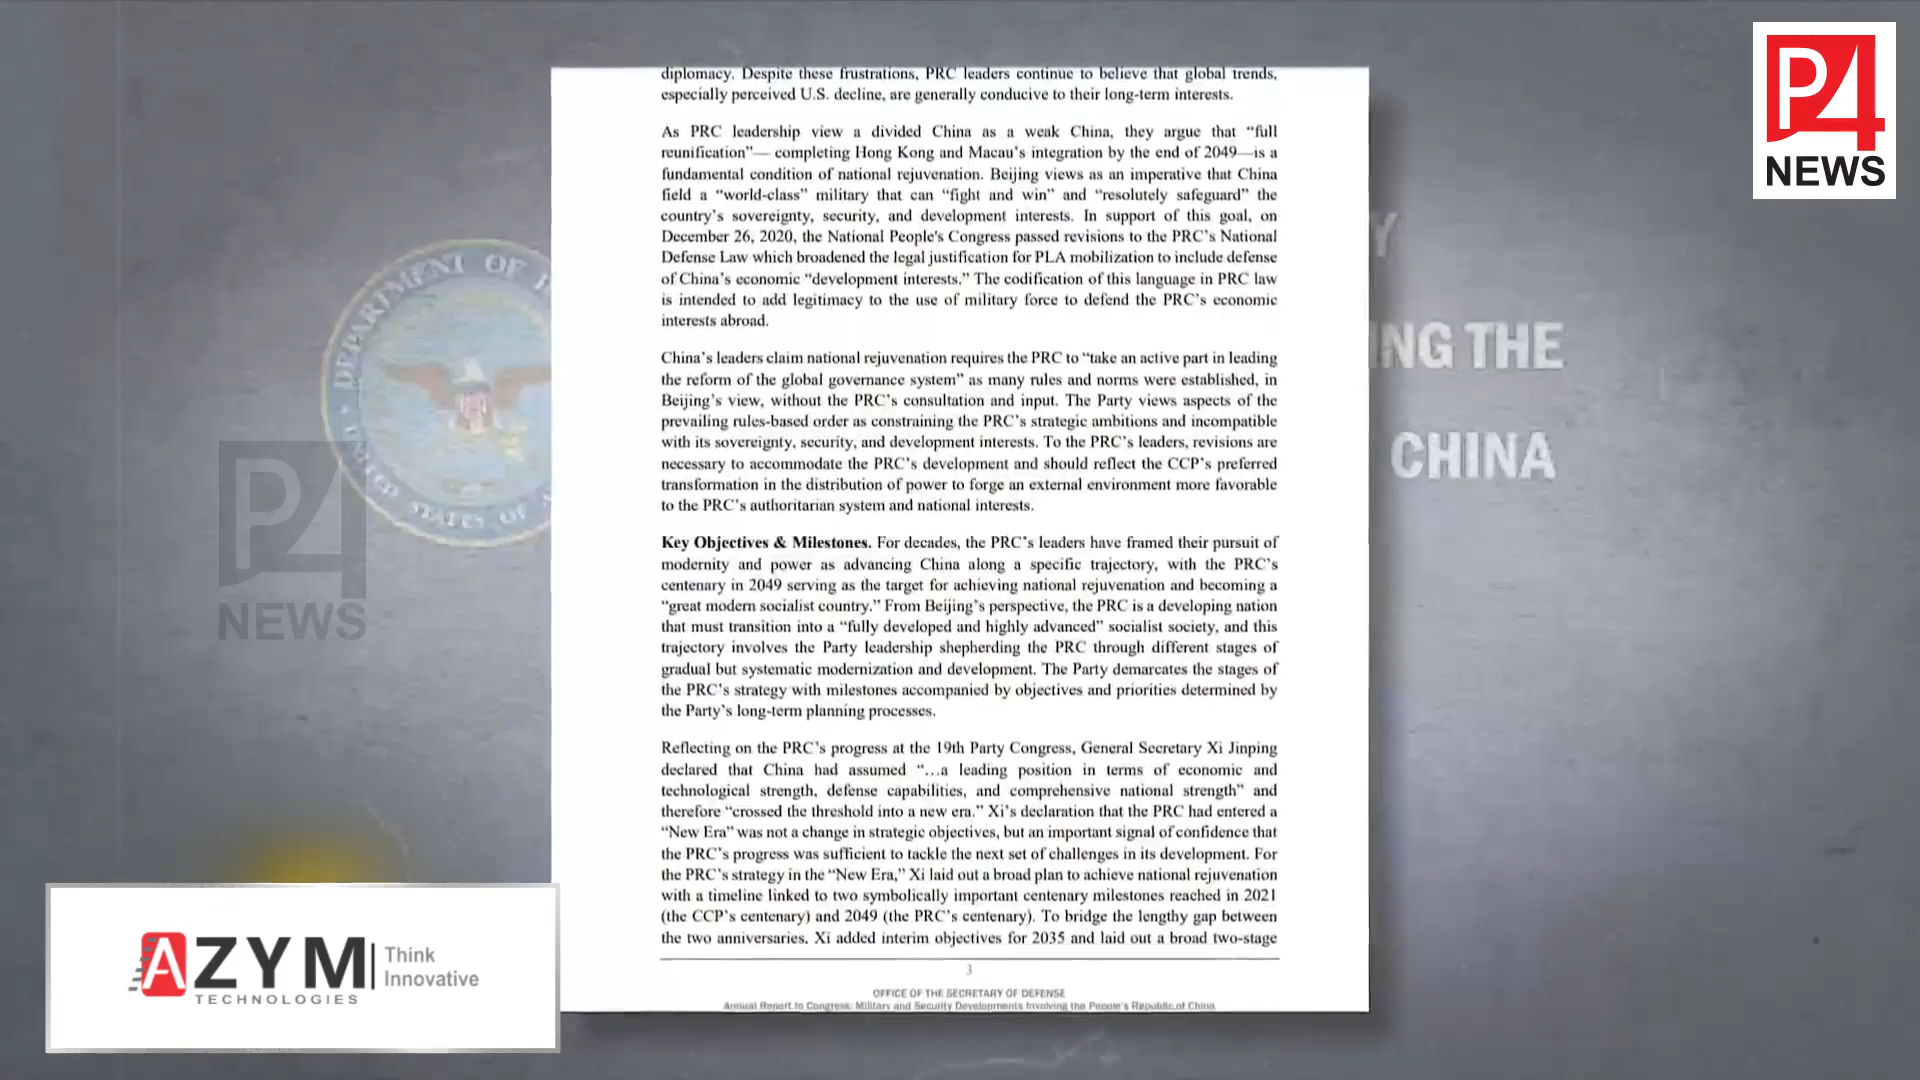 P4
NEWS
diplomacy. Despite these frustrations, PRC leaders continue to believe that global trends,
especially perceived U.S. decline, are generally conducive to their long-term interests.
As PRC leadership view a divided China as a weak China, they argue that “full
reunification”— completing Hong Kong and Macau’s integration by the end of 2049—is a
fundamental condition of national rejuvenation. Beijing views as an imperative that China
field a “world-class” military that can “fight and win” and “resolutely safeguard” the
country’s sovereignty, security, and development interests. In support of this goal, on
December 26, 2020, the National People's Congress passed revisions to the PRC’s National
Defense Law which broadened the legal justification for PLA mobilization to include defense
of China’s economic “development interests.” The codification of this language in PRC law
is intended to add legitimacy to the use of military force to defend the PRC’s economic
interests abroad.
China’s leaders claim national rejuvenation requires the PRC to “take an active part in leading
the reform of the global governance system” as many rules and norms were established, in
Beijing’s view, without the PRC’s consultation and input. The Party views aspects of the
prevailing rules-based order as constraining the PRC’s strategic ambitions and incompatible
with its sovereignty, security, and development interests. To the PRC’s leaders, revisions are
necessary to accommodate the PRC’s development and should reflect the CCP’s preferred
transformation in the distribution of power to forge an external environment more favorable
to the PRC’s authoritarian system and national interests.
Key Objectives & Milestones. For decades, the PRC’s leaders have framed their pursuit of
modernity and power as advancing China along a specific trajectory, with the PRC’s
centenary in 2049 serving as the target for achieving national rejuvenation and becoming a
“great modern socialist country.” From Beijing’s perspective, the PRC is a developing nation
that must transition into a “fully developed and highly advanced” socialist society, and this
trajectory involves the Party leadership shepherding the PRC through different stages of
gradual but systematic modernization and development. The Party demarcates the stages of
the PRC’s strategy with milestones accompanied by objectives and priorities determined by
the Party’s long-term planning processes.
Reflecting on the PRC’s progress at the 19th Party Congress, General Secretary Xi Jinping
declared that China had assumed “…a leading position in terms of economic and
technological strength, defense capabilities, and comprehensive national strength” and
therefore “crossed the threshold into a new era.” Xi’s declaration that the PRC had entered a
“New Era” was not a change in strategic objectives, but an important signal of confidence that
the PRC’s progress was sufficient to tackle the next set of challenges in its development. For
the PRC’s strategy in the “New Era,” Xi laid out a broad plan to achieve national rejuvenation
with a timeline linked to two symbolically important centenary milestones reached in 2021
(the CCP’s centenary) and 2049 (the PRC’s centenary). To bridge the lengthy gap between
the two anniversaries, Xi added interim objectives for 2035 and laid out a broad two-stage
3
OFFICE OF THE SECRETARY OF DEFENSE
Annual Report to Congress: Military and Security Developments Involving the People's Republic of China
DEPARTMENT OF
UNITED STATES OF
Y
NG THE
CHINA
P4
NEWS
AZYM
TECHNOLOGIES
Think
Innovative